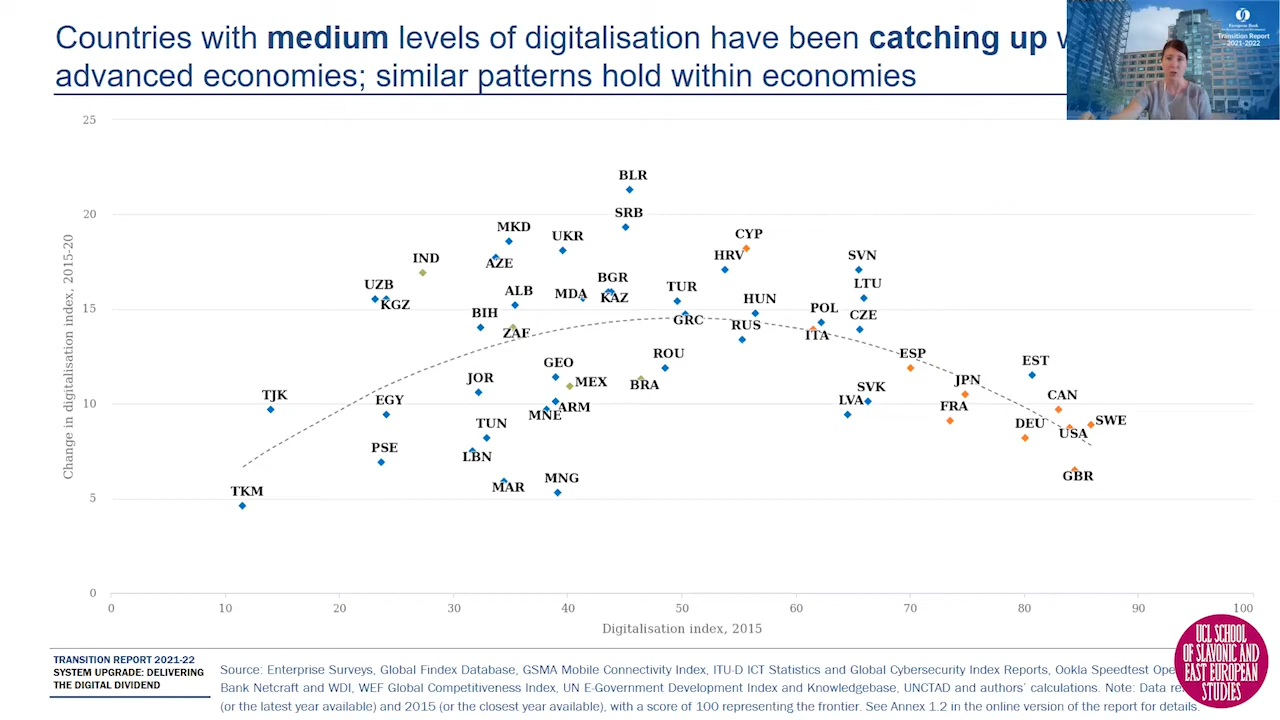 Countries with medium levels of digitalisation have been catching up
advanced economies; similar patterns hold within economies
European Bank
Transition Report
2021-2022
25
20
15
10
5
0
Change in digitalisation index, 2015-20
BLR
SRB
MKD
UKR
CYP
IND
AZE
HRV
SVN
UZB
KGZ
ALB
MDA
BGR
KAZ
TUR
HUN
LTU
BIH
ZAF
GRC
RUS
POL
ITA
CZE
GEO
ROU
ESP
EST
TJK
JOR
MEX
BRA
SVK
JPN
CAN
EGY
MNE
ARM
LVA
FRA
TUN
DEU
USA
SWE
PSE
LBN
MAR
MNG
GBR
TKM
0 10 20 30 40 50 60 70 80 90 100
Digitalisation index, 2015
TRANSITION REPORT 2021-22
SYSTEM UPGRADE: DELIVERING
THE DIGITAL DIVIDEND
Source: Enterprise Surveys, Global Findex Database, GSMA Mobile Connectivity Index, ITU-D ICT Statistics and Global Cybersecurity Index Reports, Ookla Speedtest
Bank Netcraft and WDI, WEF Global Competitiveness Index, UN E-Government Development Index and Knowledgebase, UNCTAD and authors' calculations. Note: Data
(or the latest year available) and 2015 (or the closest year available), with a score of 100 representing the frontier. See Annex 1.2 in the online version of the report for details.
UCL SCHOOL
OF SLAVONIC AND
EAST EUROPEAN
STUDIES